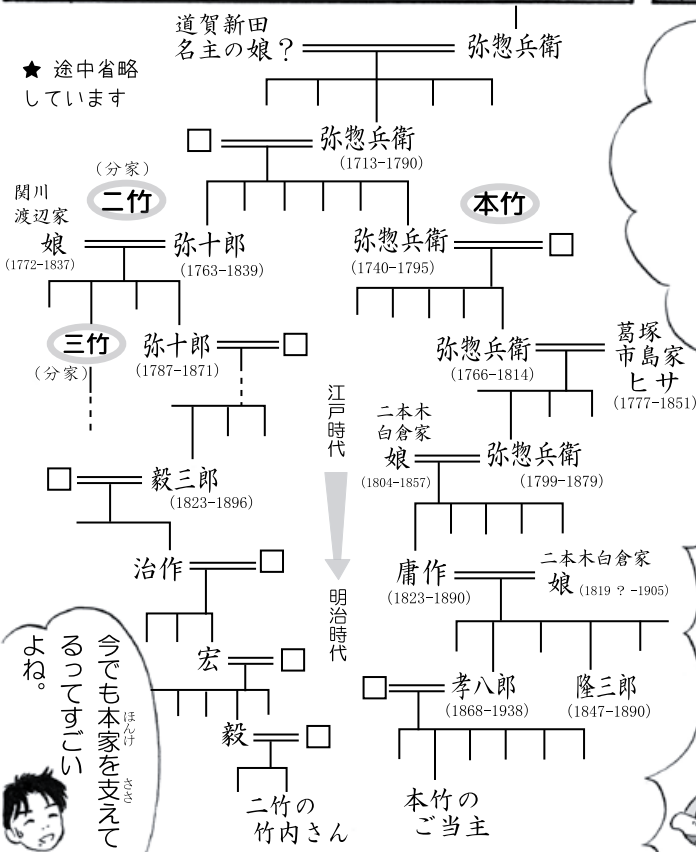 道賀新田
名主の娘？
弥惣兵衛
★ 途中省略
しています
弥惣兵衛
(1713-1790)
（分家）
二竹
本竹
関川
渡辺家
娘
(1772-1837)
弥十郎
(1763-1839)
弥惣兵衛
(1740-1795)
三竹
（分家）
弥十郎
(1787-1871)
弥惣兵衛
(1766-1814)
葛塚
市島家
ヒサ
(1777-1851)
江戸時代
二本木
白倉家
娘
(1804-1857)
弥惣兵衛
(1799-1879)
毅三郎
(1823-1896)
治作
庸作
(1823-1890)
二本木白倉家
娘
(1819 ? -1905)
明治時代
宏
孝八郎
(1868-1938)
隆三郎
(1847-1890)
毅
二竹の
竹内さん
本竹の
ご当主
今でも本家を支えて
ほんけ
ささ
るってすごい
よね。